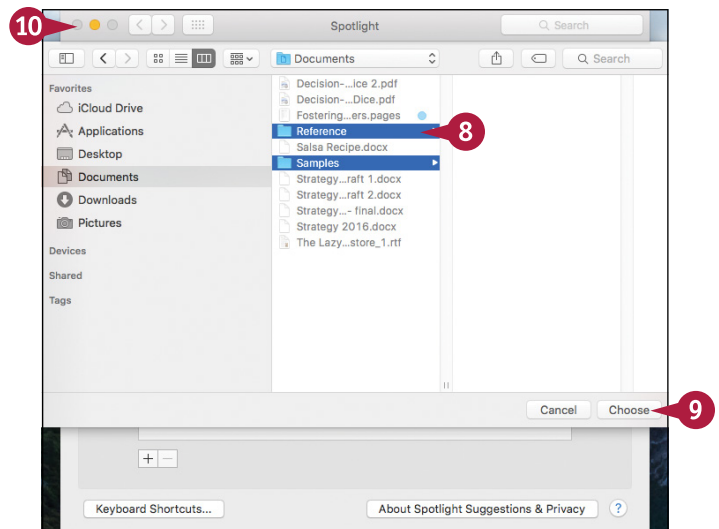 10
Spotlight
Search
Documents
Search
Favorites
iCloud Drive
Applications
Desktop
Documents
Downloads
Pictures
Devices
Shared
Tags
Decision-...ice 2.pdf
Decision-...Dice.pdf
Fostering...ers.pages
Reference
8
Salsa Recipe.docx
Samples
Strategy...raft 1.docx
Strategy...raft 2.docx
Strategy...- final.docx
Strategy 2016.docx
The Lazy...store_1.rtf
Cancel
Choose
9
+
−
Keyboard Shortcuts...
About Spotlight Suggestions & Privacy
?